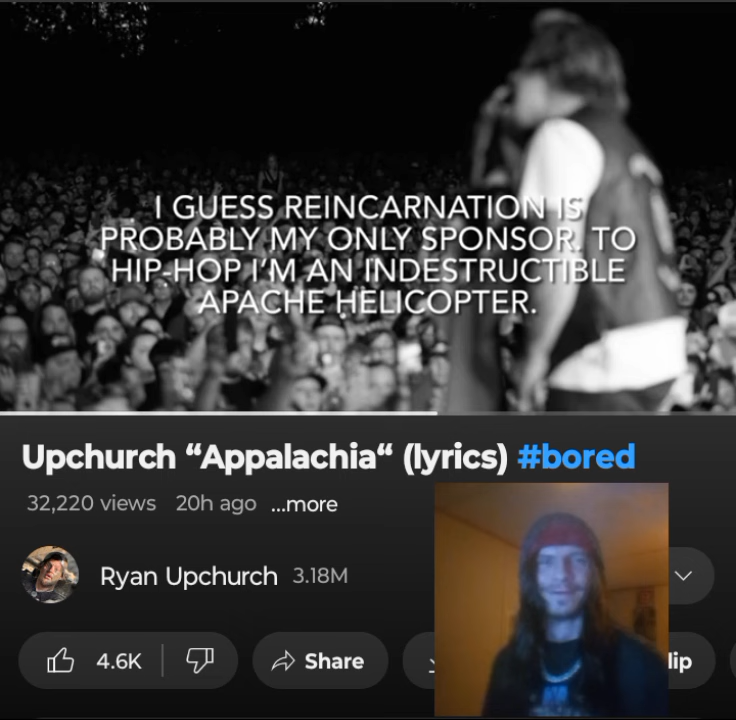 I GUESS REINCARNATION IS
PROBABLY MY ONLY SPONSOR. TO
HIP-HOP I'M AN INDESTRUCTIBLE
APACHE HELICOPTER.
Upchurch “Appalachia“ (lyrics) #bored
32,220 views 20h ago ...more
Ryan Upchurch 3.18M
4.6K Share lip